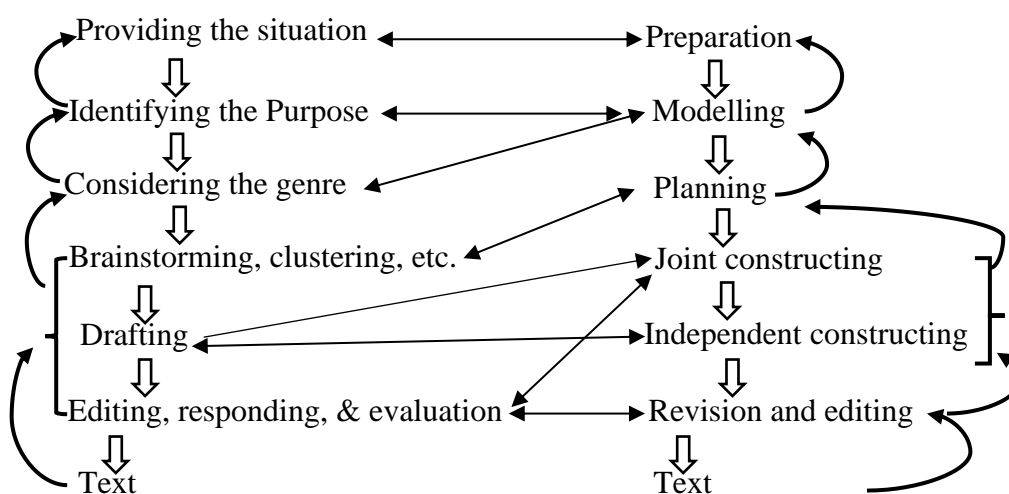 Providing the situation
Preparation
Identifying the Purpose
Modelling
Considering the genre
Planning
Brainstorming, clustering, etc.
Joint constructing
Drafting
Independent constructing
Editing, responding, & evaluation
Revision and editing
Text
Text